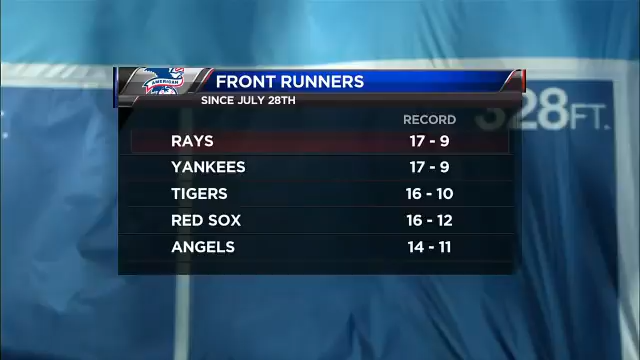 AMERICAN
FRONT RUNNERS
SINCE JULY 28TH
RECORD
328FT.
RAYS 17 - 9
YANKEES 17 - 9
TIGERS 16 - 10
RED SOX 16 - 12
ANGELS 14 - 11